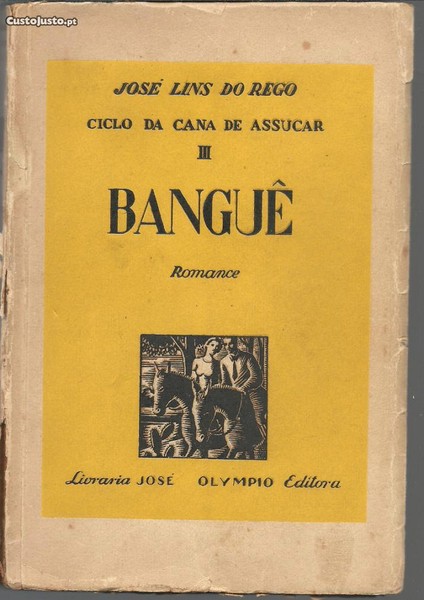 Custojusto.pt
JOSÉ LINS DO REGO
CICLO DA CANA DE ASSUCAR
III
BANGUÊ
Romance
Livraria JOSÉ OLYMPIO Editora